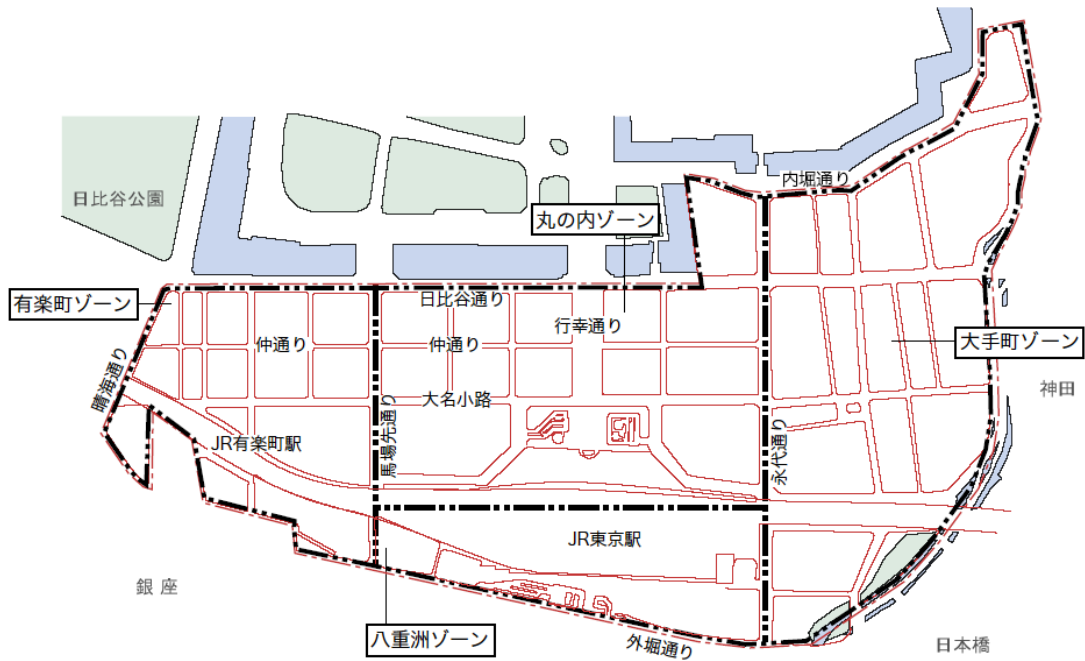 内堀通り
日比谷公園
丸の内ゾーン
有楽町ゾーン
日比谷通り
行幸通り
仲通り
仲通り
大手町ゾーン
晴海通り
大名小路
神田
JR有楽町駅
馬場先通り
永代通り
JR東京駅
銀座
八重洲ゾーン
外堀通り
日本橋